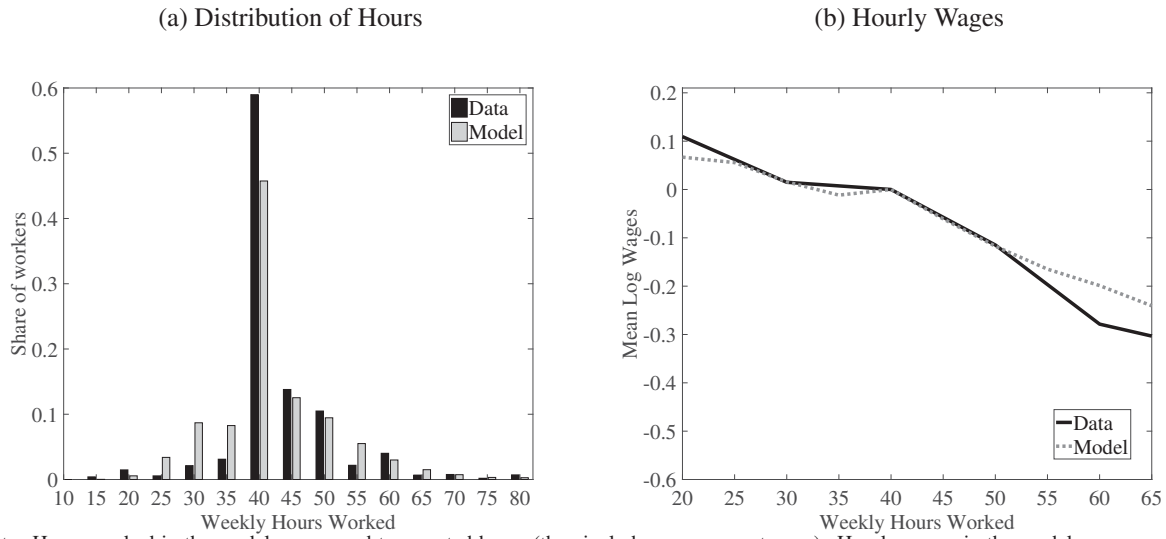 (a) Distribution of Hours
0.6
0.5
0.4
0.3
0.2
0.1
0
Share of workers
10 15 20 25 30 35 40 45 50 55 60 65 70 75 80
Weekly Hours Worked
Data
Model
(b) Hourly Wages
0.2
0.1
0
-0.1
-0.2
-0.3
-0.4
-0.5
-0.6
Mean Log Wages
20 25 30 35 40 45 50 55 60 65
Weekly Hours Worked
Data
Model